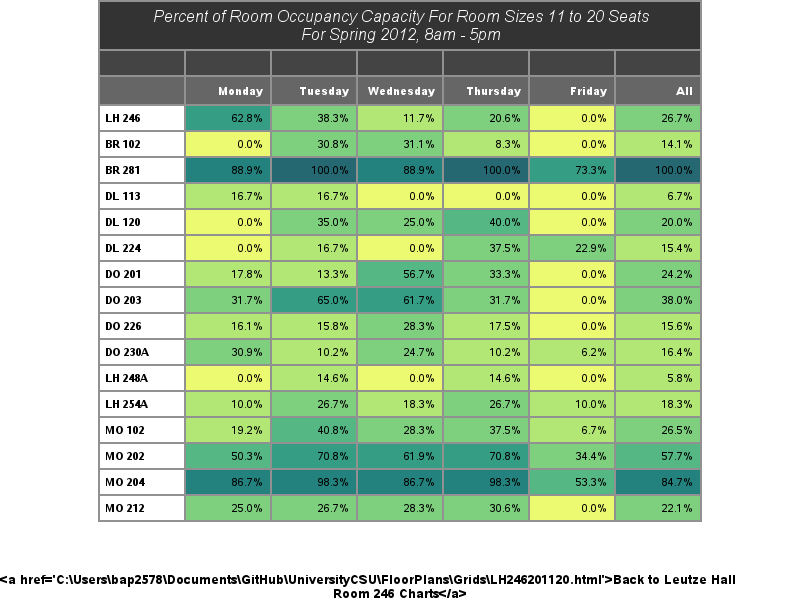 Percent of Room Occupancy Capacity For Room Sizes 11 to 20 Seats
For Spring 2012, 8am - 5pm
Monday Tuesday Wednesday Thursday Friday All
LH 246 62.8% 38.3% 11.7% 20.6% 0.0% 26.7%
BR 102 0.0% 30.8% 31.1% 8.3% 0.0% 14.1%
BR 281 88.9% 100.0% 88.9% 100.0% 73.3% 100.0%
DL 113 16.7% 16.7% 0.0% 0.0% 0.0% 6.7%
DL 120 0.0% 35.0% 25.0% 40.0% 0.0% 20.0%
DL 224 0.0% 16.7% 0.0% 37.5% 22.9% 15.4%
DO 201 17.8% 13.3% 56.7% 33.3% 0.0% 24.2%
DO 203 31.7% 65.0% 61.7% 31.7% 0.0% 38.0%
DO 226 16.1% 15.8% 28.3% 17.5% 0.0% 15.6%
DO 230A 30.9% 10.2% 24.7% 10.2% 6.2% 16.4%
LH 248A 0.0% 14.6% 0.0% 14.6% 0.0% 5.8%
LH 254A 10.0% 26.7% 18.3% 26.7% 10.0% 18.3%
MO 102 19.2% 40.8% 28.3% 37.5% 6.7% 26.5%
MO 202 50.3% 70.8% 61.9% 70.8% 34.4% 57.7%
MO 204 86.7% 98.3% 86.7% 98.3% 53.3% 84.7%
MO 212 25.0% 26.7% 28.3% 30.6% 0.0% 22.1%
<a href='C:\Users\bap2578\Documents\GitHub\UniversityCSU\FloorPlans\Grids\LH246201120.html'>Back to Leutze Hall
Room 246 Charts</a>